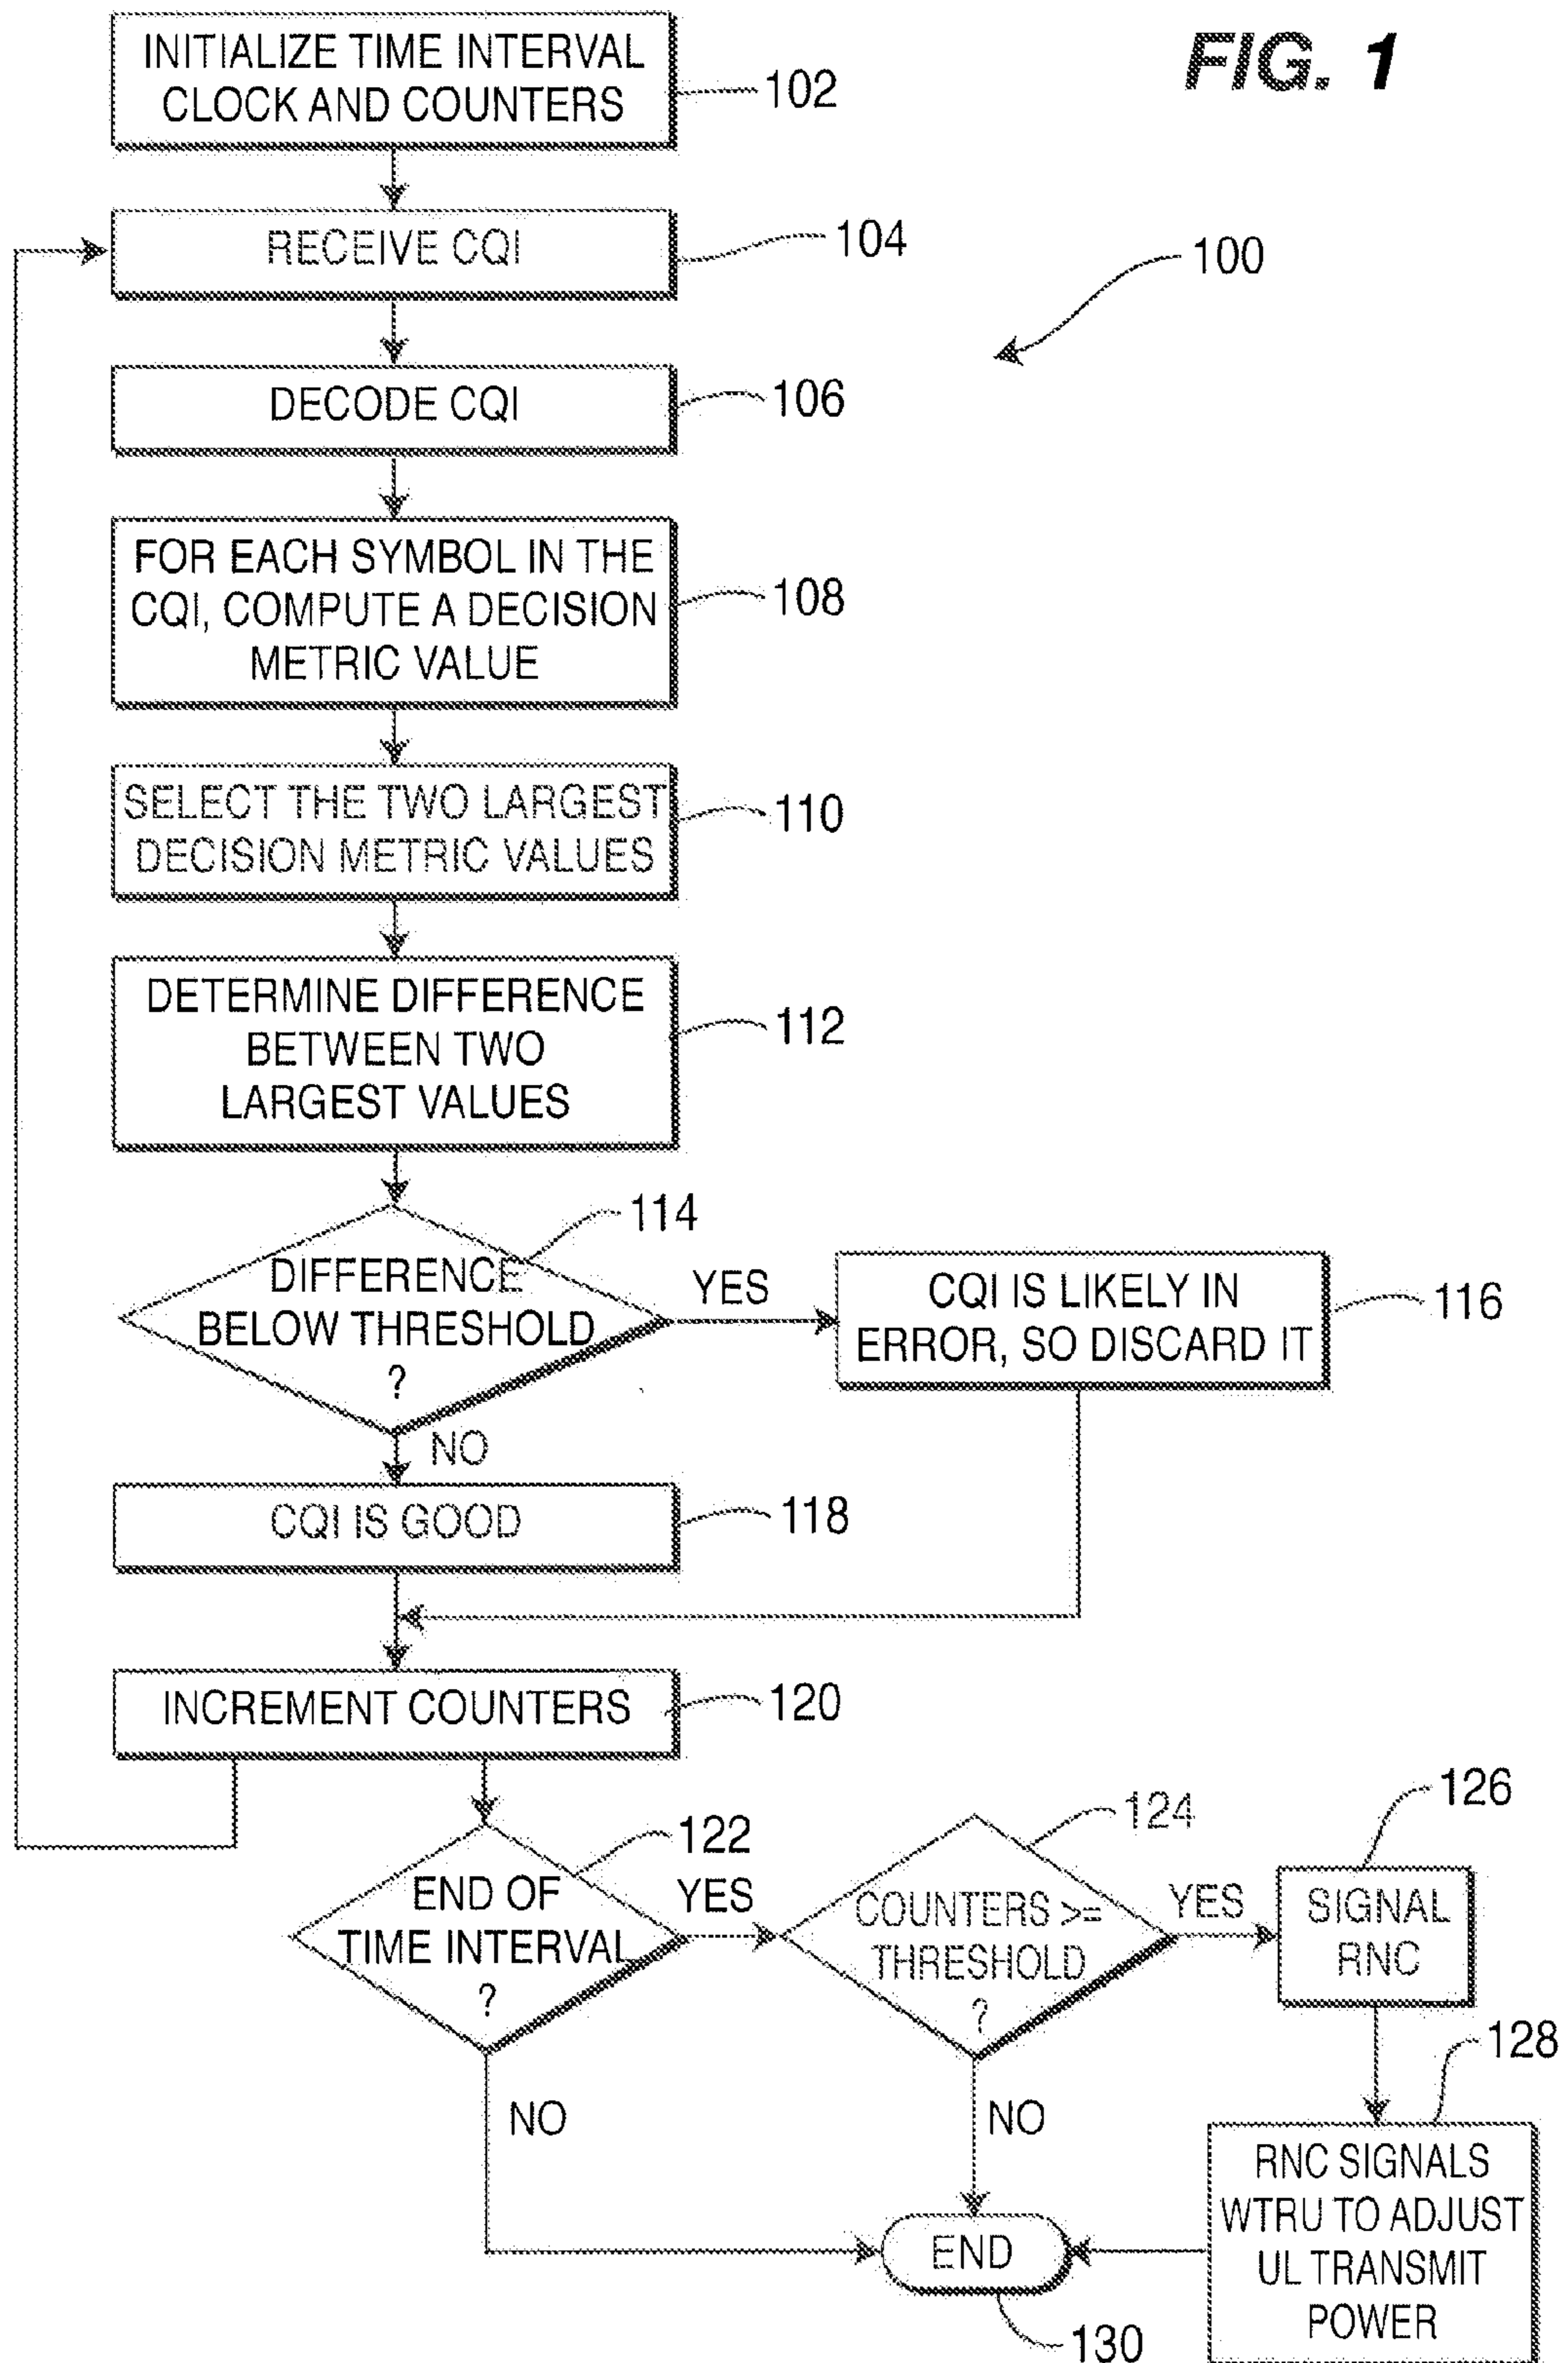 FIG. 1
INITIALIZE TIME INTERVAL
CLOCK AND COUNTERS
102
RECEIVE CQI
104
100
DECODE CQI
106
FOR EACH SYMBOL IN THE
CQI, COMPUTE A DECISION
METRIC VALUE
108
SELECT THE TWO LARGEST
DECISION METRIC VALUES
110
DETERMINE DIFFERENCE
BETWEEN TWO
LARGEST VALUES
112
DIFFERENCE
BELOW THRESHOLD
?
114
YES
CQI IS LIKELY IN
ERROR, SO DISCARD IT
116
NO
CQI IS GOOD
118
INCREMENT COUNTERS
120
END OF
TIME INTERVAL
?
122
YES
COUNTERS >=
THRESHOLD
?
124
YES
SIGNAL
RNC
126
NO
NO
RNC SIGNALS
WTRU TO ADJUST
UL TRANSMIT
POWER
128
END
130